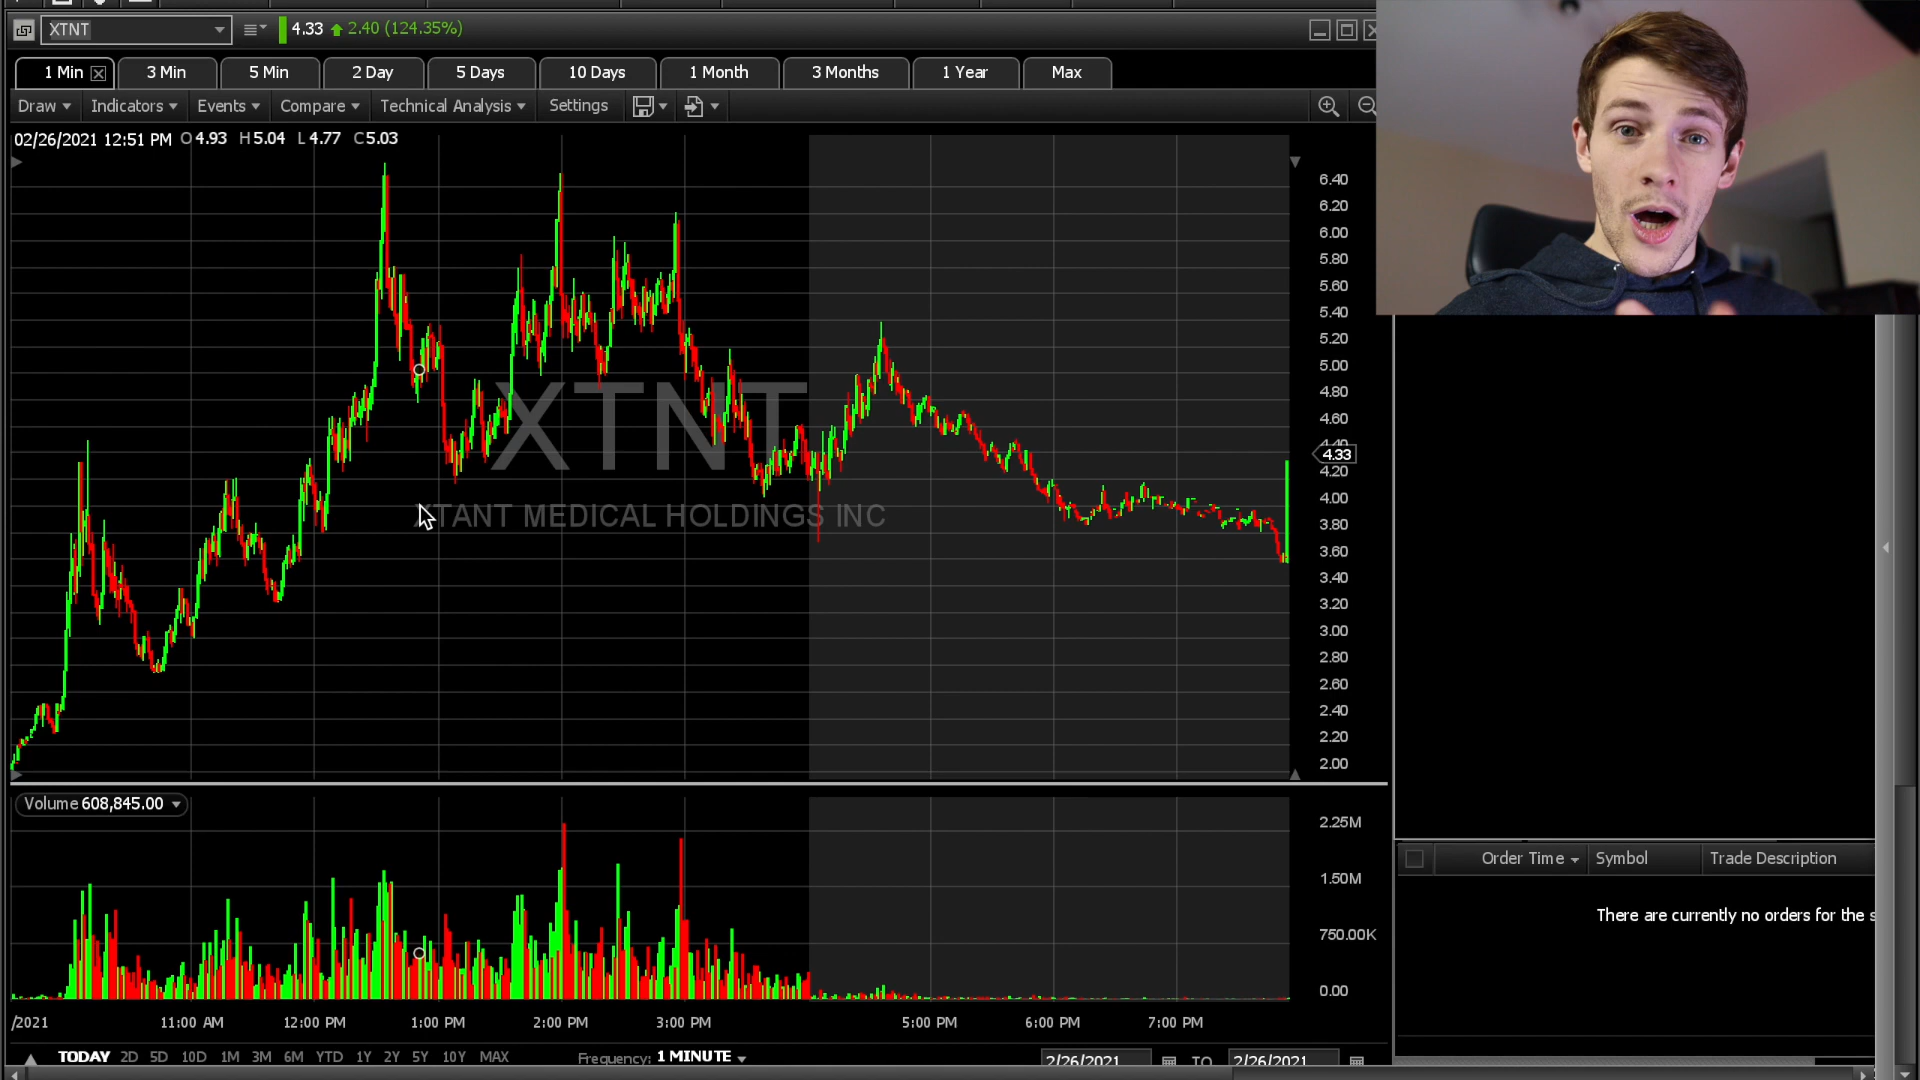 XTNT
4.33 2.40 (124.35%)
1 Min 3 Min 5 Min 2 Day 5 Days 10 Days 1 Month 3 Months 1 Year Max
Draw Indicators Events Compare Technical Analysis Settings
02/26/2021 12:51 PM O 4.93 H 5.04 L 4.77 C 5.03
6.40
6.20
6.00
5.80
5.60
5.40
5.20
5.00
4.80
4.60
4.40
4.33
4.20
4.00
3.80
3.60
3.40
3.20
3.00
2.80
2.60
2.40
2.20
2.00
XTNT
XTANT MEDICAL HOLDINGS INC
Volume 608,845.00
2.25M
1.50M
750.00K
0.00
/2021 11:00 AM 12:00 PM 1:00 PM 2:00 PM 3:00 PM 5:00 PM 6:00 PM 7:00 PM
TODAY 2D 5D 10D 1M 3M 6M YTD 1Y 2Y 5Y 10Y MAX Frequency: 1 MINUTE 2/26/2021 TO 2/26/2021
Order Time Symbol Trade Description
There are currently no orders for the s